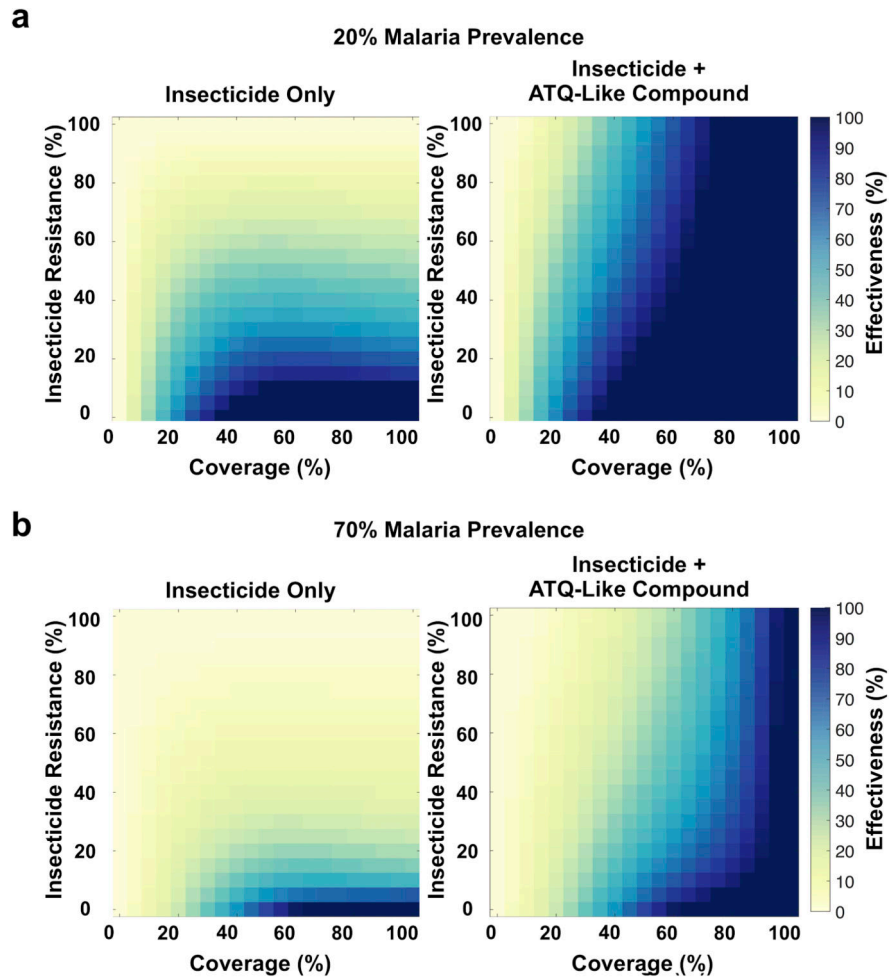 a
20% Malaria Prevalence
Insecticide Only
Insecticide +
ATQ-Like Compound
Insecticide Resistance (%)
100
80
60
40
20
0
0 20 40 60 80 100
Coverage (%)
Insecticide Resistance (%)
100
80
60
40
20
0
0 20 40 60 80 100
Coverage (%)
100
90
80
70
60
50
40
30
20
10
0
Effectiveness (%)
b
70% Malaria Prevalence
Insecticide Only
Insecticide +
ATQ-Like Compound
Insecticide Resistance (%)
100
80
60
40
20
0
0 20 40 60 80 100
Coverage (%)
Insecticide Resistance (%)
100
80
60
40
20
0
0 20 40 60 80 100
Coverage (%)
100
90
80
70
60
50
40
30
20
10
0
Effectiveness (%)